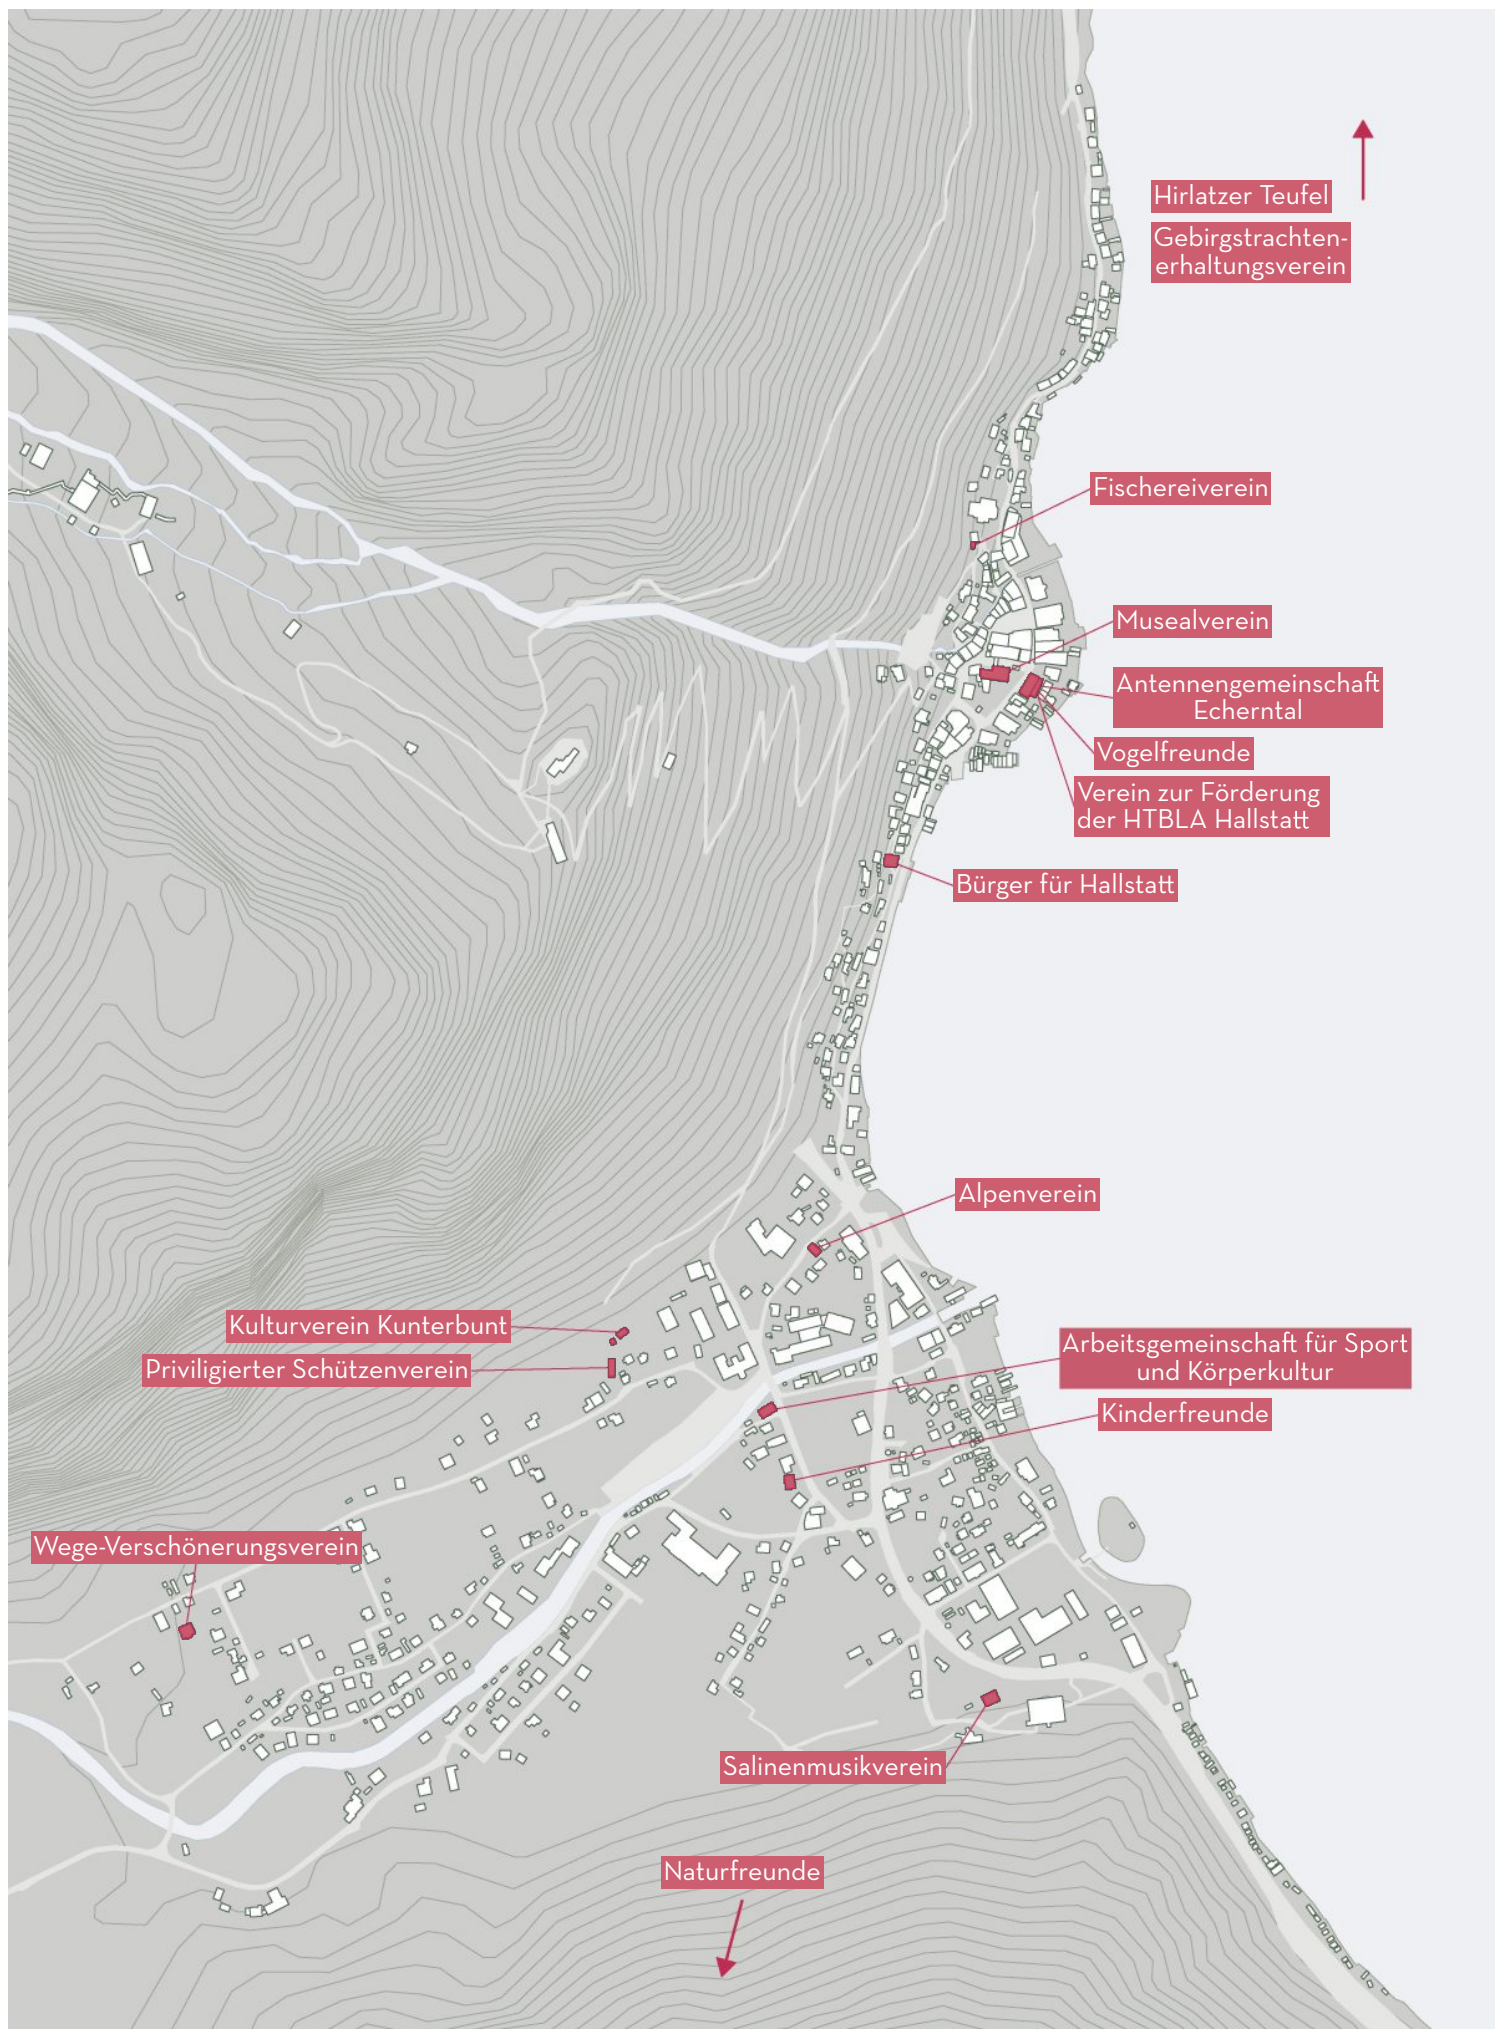 Hirlatzer Teufel
Gebirgstrachten-
erhaltungsverein
Fischereiverein
Musealverein
Antennengemeinschaft
Echerntal
Vogelfreunde
Verein zur Förderung
der HTBLA Hallstatt
Bürger für Hallstatt
Alpenverein
Kulturverein Kunterbunt
Priviligierter Schützenverein
Arbeitsgemeinschaft für Sport
und Körperkultur
Kinderfreunde
Wege-Verschönerungsverein
Salinenmusikverein
Naturfreunde